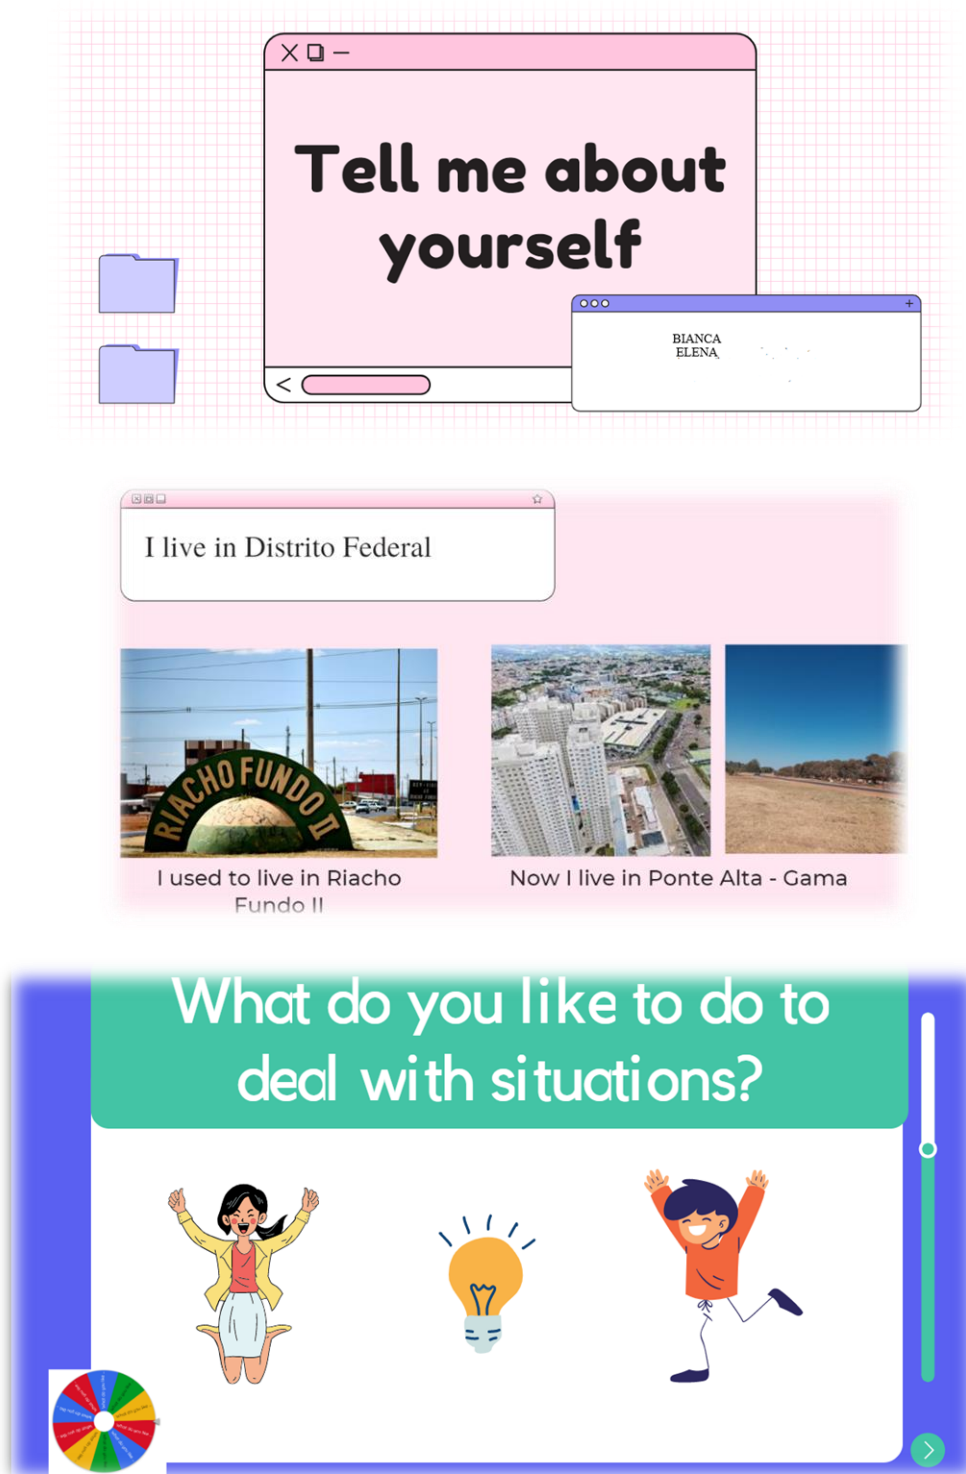 Tell me about
yourself
BIANCA
ELENA
I live in Distrito Federal
RIACHO FUNDO II
I used to live in Riacho
Fundo II
Now I live in Ponte Alta - Gama
What do you like to do to
deal with situations?